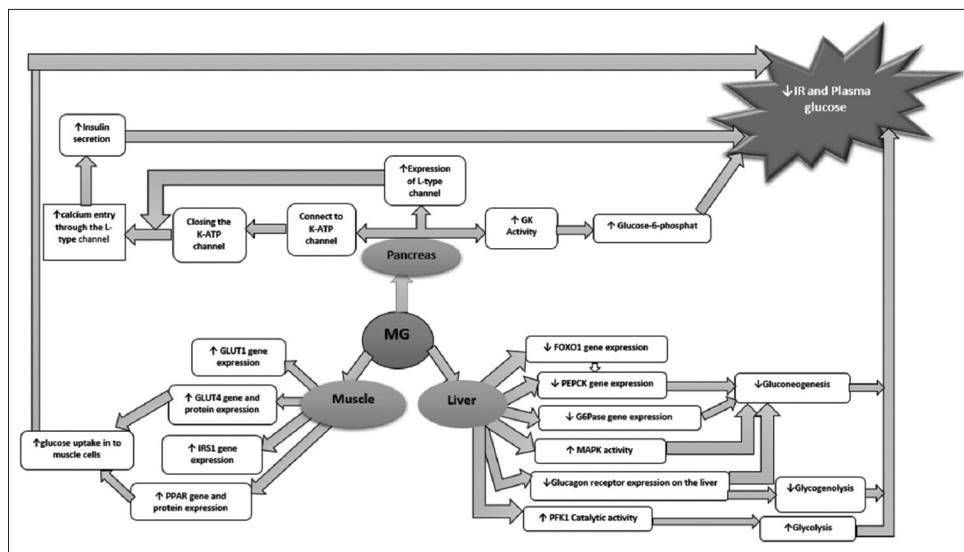 ↓IR and Plasma
glucose
↑Insulin
secretion
↑Expression
of L-type
channel
↑calcium entry
through the L-
type channel
Closing the
K-ATP
channel
Connect to
K-ATP
channel
↑ GK
Activity
↑ Glucose-6-phosphat
Pancreas
MG
↑ GLUT1 gene
expression
↑ GLUT4 gene and
protein expression
Muscle
↑glucose uptake in to
muscle cells
↑ IRS1 gene
expression
↑ PPAR gene and
protein expression
Liver
↓ FOXO1 gene expression
↓ PEPCK gene expression
↓Gluconeogenesis
↓ G6Pase gene expression
↑ MAPK activity
↓Glucagon receptor expression on the liver
↓Glycogenolysis
↑ PFK1 Catalytic activity
↑Glycolysis